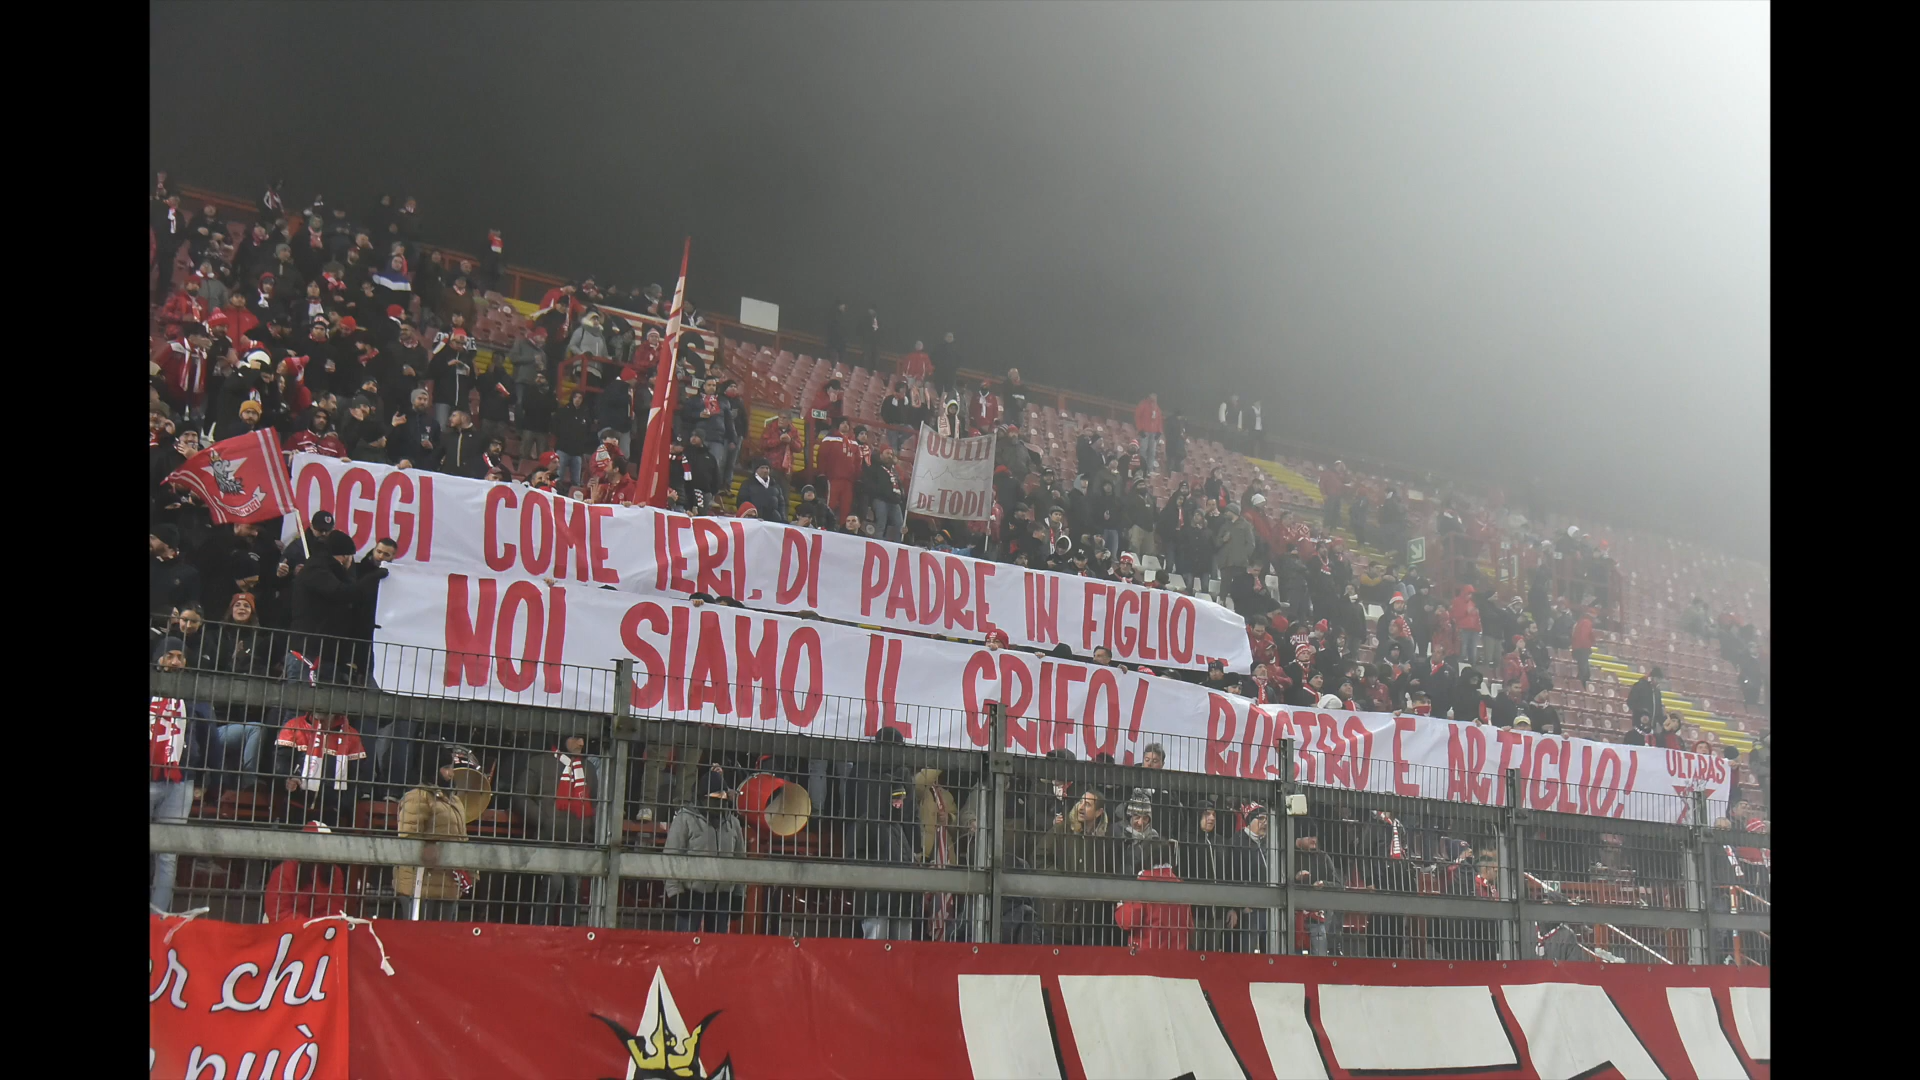 QUELLI
DE TODI
OGGI COME IERI, DI PADRE IN FIGLIO...
NOI SIAMO IL GRIFO! ROSTRO E ARTIGLIO!
ULTRAS
chi
può